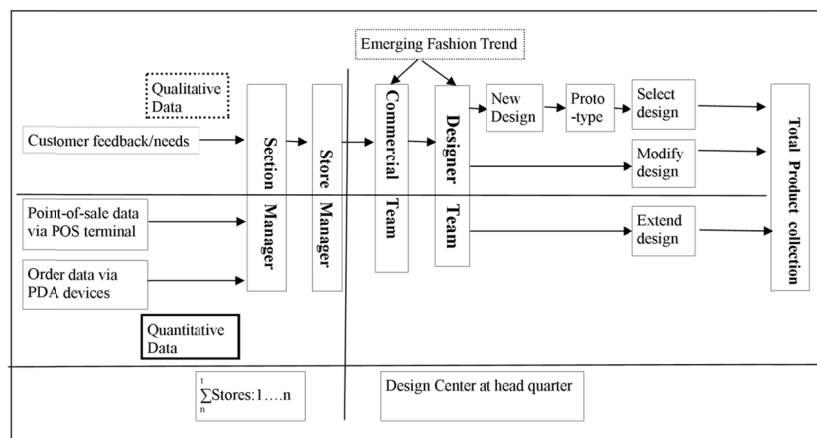 Emerging Fashion Trend
Qualitative
Data
Customer feedback/needs
Section Manager
Store Manager
Commercial Team
Designer Team
New
Design
Proto
-type
Select
design
Modify
design
Total Product collection
Point-of-sale data
via POS terminal
Extend
design
Order data via
PDA devices
Quantitative
Data
1
∑Stores:1….n
n
Design Center at head quarter